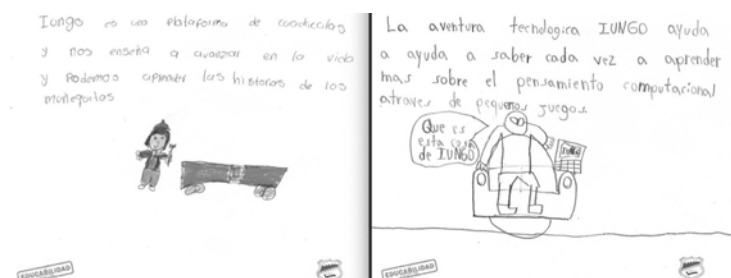 Iungo es una plataforma de
y nos enseña a avanzar en la vida
y Podemos aprender las historias de los
La aventura tecnologica IUNGO ayuda
a ayuda a saber cada vez a aprender
mas sobre el pensamiento computacional
atraves de pequeños juegos.
Que es
esta cosa
de IUNGO
IUNGO
EDUCABILIDAD
EDUCABILIDAD